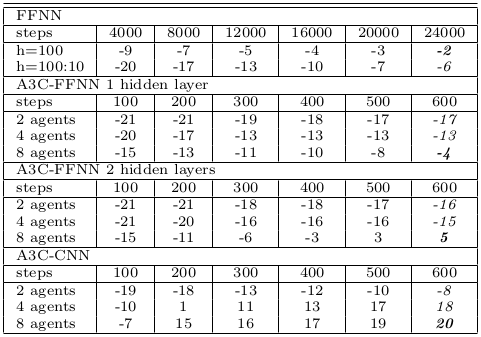 FFNN
steps 4000 8000 12000 16000 20000 24000
h=100 -9 -7 -5 -4 -3 -2
h=100:10 -20 -17 -13 -10 -7 -6
A3C-FFNN 1 hidden layer
steps 100 200 300 400 500 600
2 agents -21 -21 -19 -18 -17 -17
4 agents -20 -17 -13 -13 -13 -13
8 agents -15 -13 -11 -10 -8 -4
A3C-FFNN 2 hidden layers
steps 100 200 300 400 500 600
2 agents -21 -21 -18 -18 -17 -16
4 agents -21 -20 -16 -16 -16 -15
8 agents -15 -11 -6 -3 3 5
A3C-CNN
steps 100 200 300 400 500 600
2 agents -19 -18 -13 -12 -10 -8
4 agents -10 1 11 13 17 18
8 agents -7 15 16 17 19 20